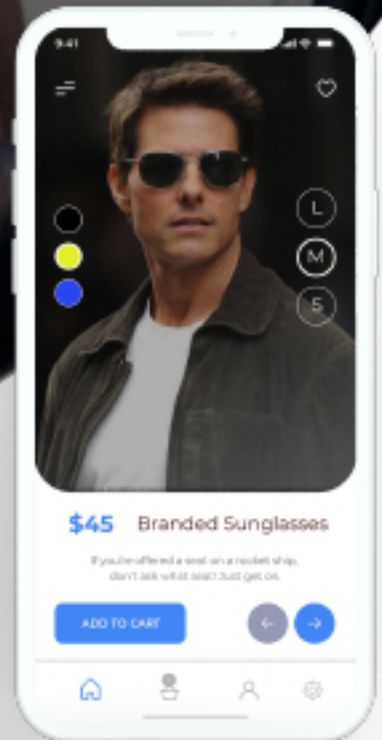 9:41
L
M
S
$45 Branded Sunglasses
If you're offered a seat on a rocket ship,
don't ask what seat! Just get on.
ADD TO CART